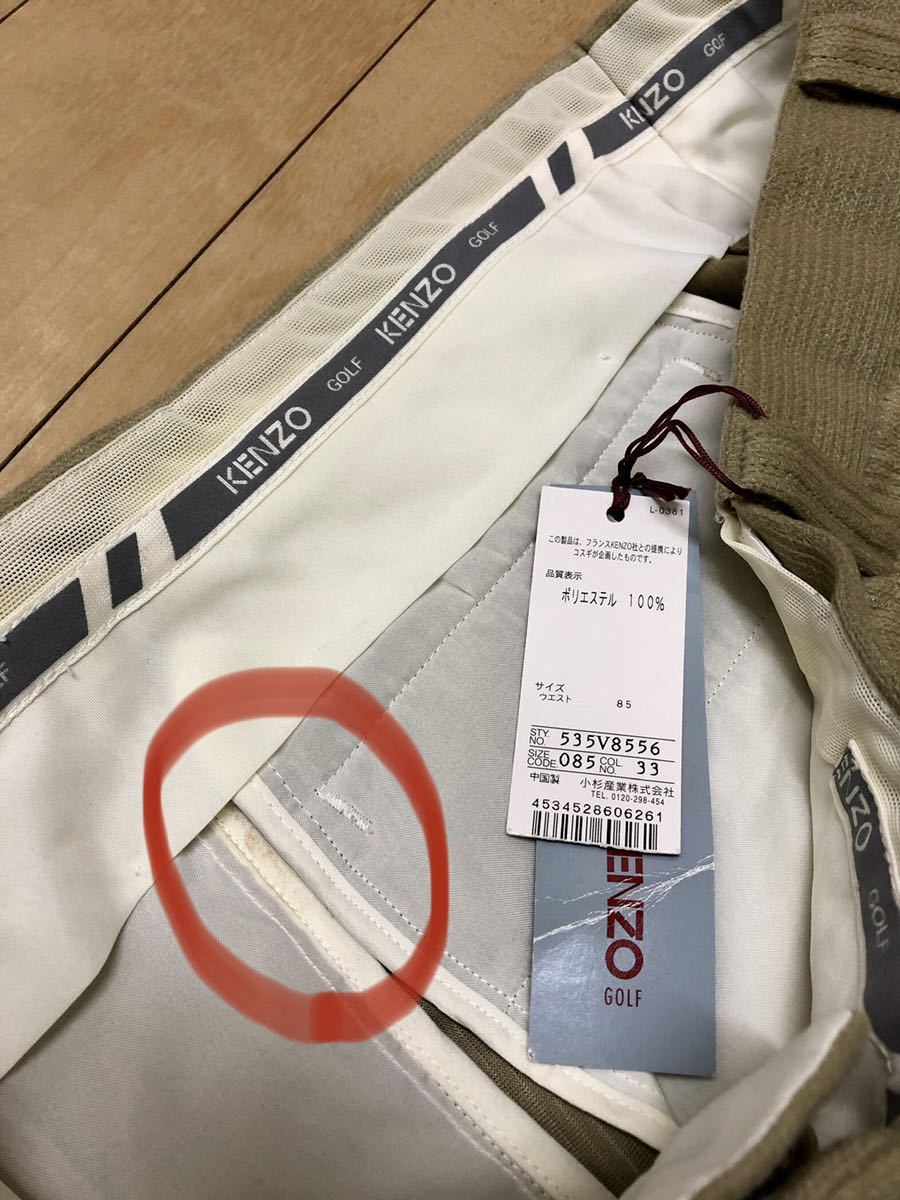 KENZO GOF
KENZO GOLF
KENZO GOLF
LF
L-0381
この製品は、フランスKENZO社との提携により
コスギが企画したものです。
品質表示
ポリエステル 100%
サイズ
ウエスト 85
STY. NO. 535V8556
SIZE CODE. 085 COL. NO. 33
中国製 小杉産業株式会社
TEL. 0120-298-454
4534528606261
KENZO
GOLF
ENZO
GOLF